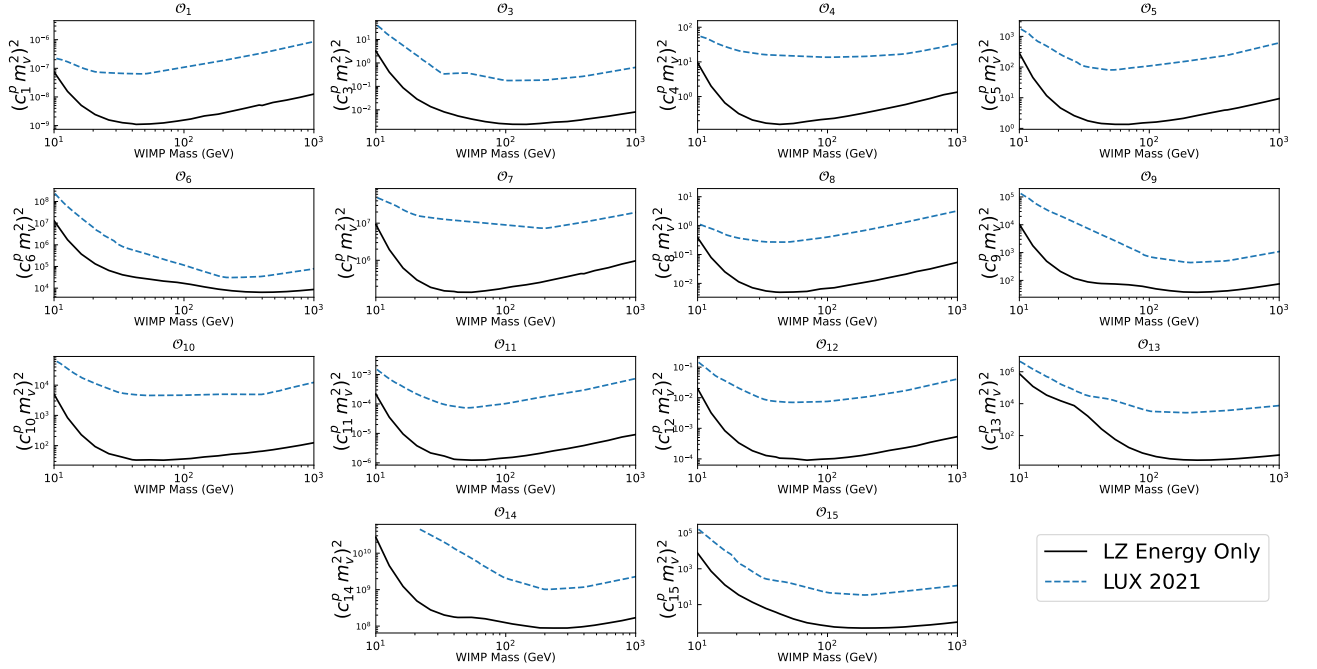 𝒪₁
(c₁ᵖ mᵥ²)²
10⁻⁶
10⁻⁷
10⁻⁸
10⁻⁹
10¹ 10² 10³
WIMP Mass (GeV)
𝒪₃
(c₃ᵖ mᵥ²)²
10¹
10⁰
10⁻¹
10⁻²
10¹ 10² 10³
WIMP Mass (GeV)
𝒪₄
(c₄ᵖ mᵥ²)²
10²
10¹
10⁰
10¹ 10² 10³
WIMP Mass (GeV)
𝒪₅
(c₅ᵖ mᵥ²)²
10³
10²
10¹
10⁰
10¹ 10² 10³
WIMP Mass (GeV)
𝒪₆
(c₆ᵖ mᵥ²)²
10⁸
10⁷
10⁶
10⁵
10⁴
10¹ 10² 10³
WIMP Mass (GeV)
𝒪₇
(c₇ᵖ mᵥ²)²
10⁷
10⁶
10¹ 10² 10³
WIMP Mass (GeV)
𝒪₈
(c₈ᵖ mᵥ²)²
10¹
10⁰
10⁻¹
10⁻²
10¹ 10² 10³
WIMP Mass (GeV)
𝒪₉
(c₉ᵖ mᵥ²)²
10⁵
10⁴
10³
10²
10¹ 10² 10³
WIMP Mass (GeV)
𝒪₁₀
(c₁₀ᵖ mᵥ²)²
10⁴
10³
10²
10¹ 10² 10³
WIMP Mass (GeV)
𝒪₁₁
(c₁₁ᵖ mᵥ²)²
10⁻³
10⁻⁴
10⁻⁵
10⁻⁶
10¹ 10² 10³
WIMP Mass (GeV)
𝒪₁₂
(c₁₂ᵖ mᵥ²)²
10⁻¹
10⁻²
10⁻³
10⁻⁴
10¹ 10² 10³
WIMP Mass (GeV)
𝒪₁₃
(c₁₃ᵖ mᵥ²)²
10⁶
10⁴
10²
10¹ 10² 10³
WIMP Mass (GeV)
𝒪₁₄
(c₁₄ᵖ mᵥ²)²
10¹⁰
10⁹
10⁸
10¹ 10² 10³
WIMP Mass (GeV)
𝒪₁₅
(c₁₅ᵖ mᵥ²)²
10⁵
10³
10¹
10¹ 10² 10³
WIMP Mass (GeV)
LZ Energy Only
LUX 2021